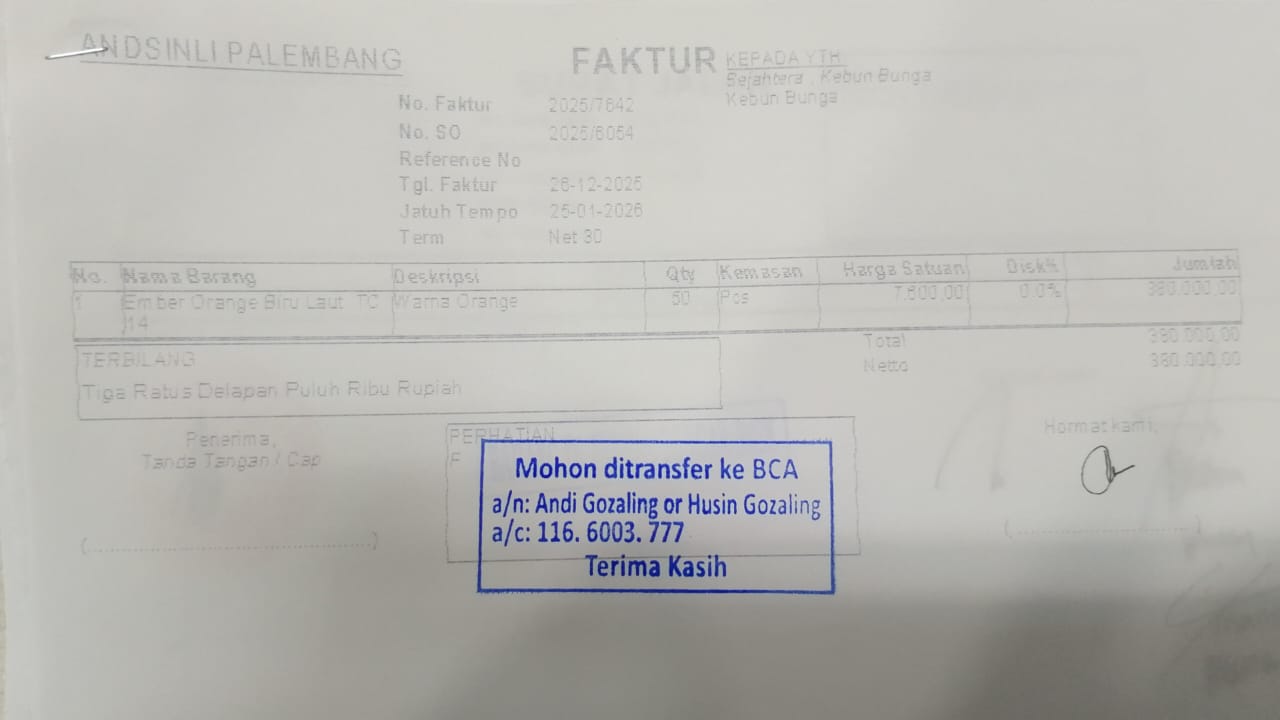 ANDSINLI PALEMBANG
FAKTUR
KEPADA YTH
Sejahtera , Kebun Bunga
Kebun Bunga
No. Faktur 2025/7642
No. SO 2025/6054
Reference No
Tgl. Faktur 26-12-2025
Jatuh Tempo 25-01-2026
Term Net 30
No. Nama Barang Deskripsi Qty Kemasan Harga Satuan Disk% Jumlah
1 Ember Orange Biru Laut TC Warna Orange 50 Pcs 7.600,00 0.0% 380.000,00
14
Total 380.000,00
Netto 380.000,00
TERBILANG
Tiga Ratus Delapan Puluh Ribu Rupiah
Penerima,
Tanda Tangan / Cap
PERHATIAN
Hormat kami,
Mohon ditransfer ke BCA
a/n: Andi Gozaling or Husin Gozaling
a/c: 116. 6003. 777
Terima Kasih